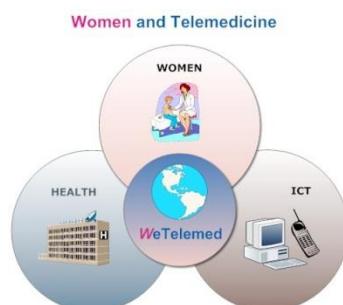 Women and Telemedicine
WOMEN
HEALTH
ICT
H
WeTelemed